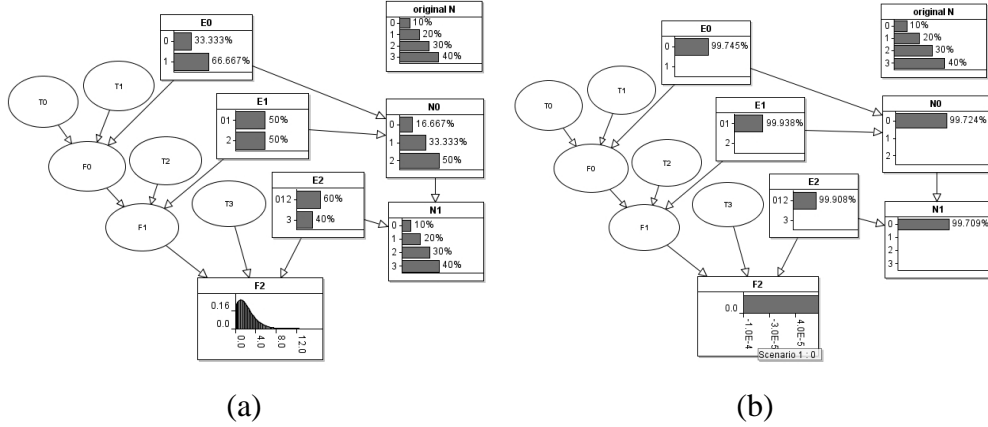 E0
0 33.333%
1 66.667%
original N
0 10%
1 20%
2 30%
3 40%
T0
T1
E1
01 50%
2 50%
N0
0 16.667%
1 33.333%
2 50%
F0
T2
E2
012 60%
3 40%
T3
F1
N1
0 10%
1 20%
2 30%
3 40%
F2
0.16
0.0
0.0
4.0
8.0
12.0
(a)
E0
0 99.745%
1
original N
0 10%
1 20%
2 30%
3 40%
T0
T1
E1
01 99.938%
2
N0
0 99.724%
1
2
F0
T2
E2
012 99.908%
3
T3
F1
N1
0 99.709%
1
2
3
F2
0.0
-1.0E-4
-3.0E-5
4.0E-5
Scenario 1 : 0
(b)